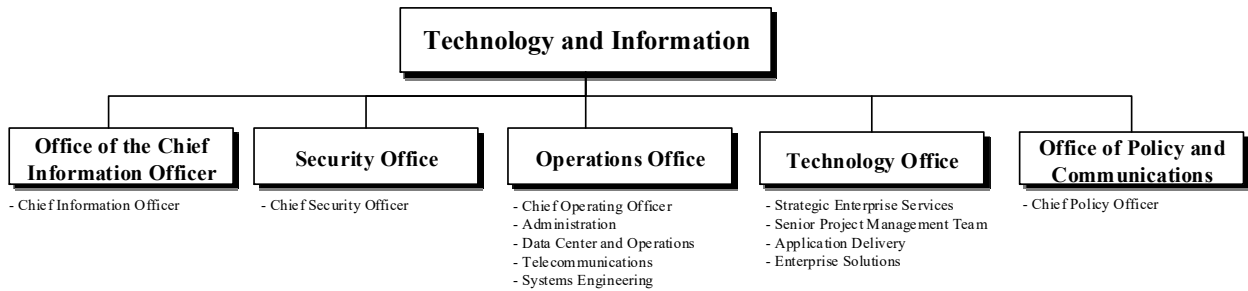 Technology and Information
Office of the Chief
Information Officer
- Chief Information Officer
Security Office
- Chief Security Officer
Operations Office
- Chief Operating Officer
- Administration
- Data Center and Operations
- Telecommunications
- Systems Engineering
Technology Office
- Strategic Enterprise Services
- Senior Project Management Team
- Application Delivery
- Enterprise Solutions
Office of Policy and
Communications
- Chief Policy Officer